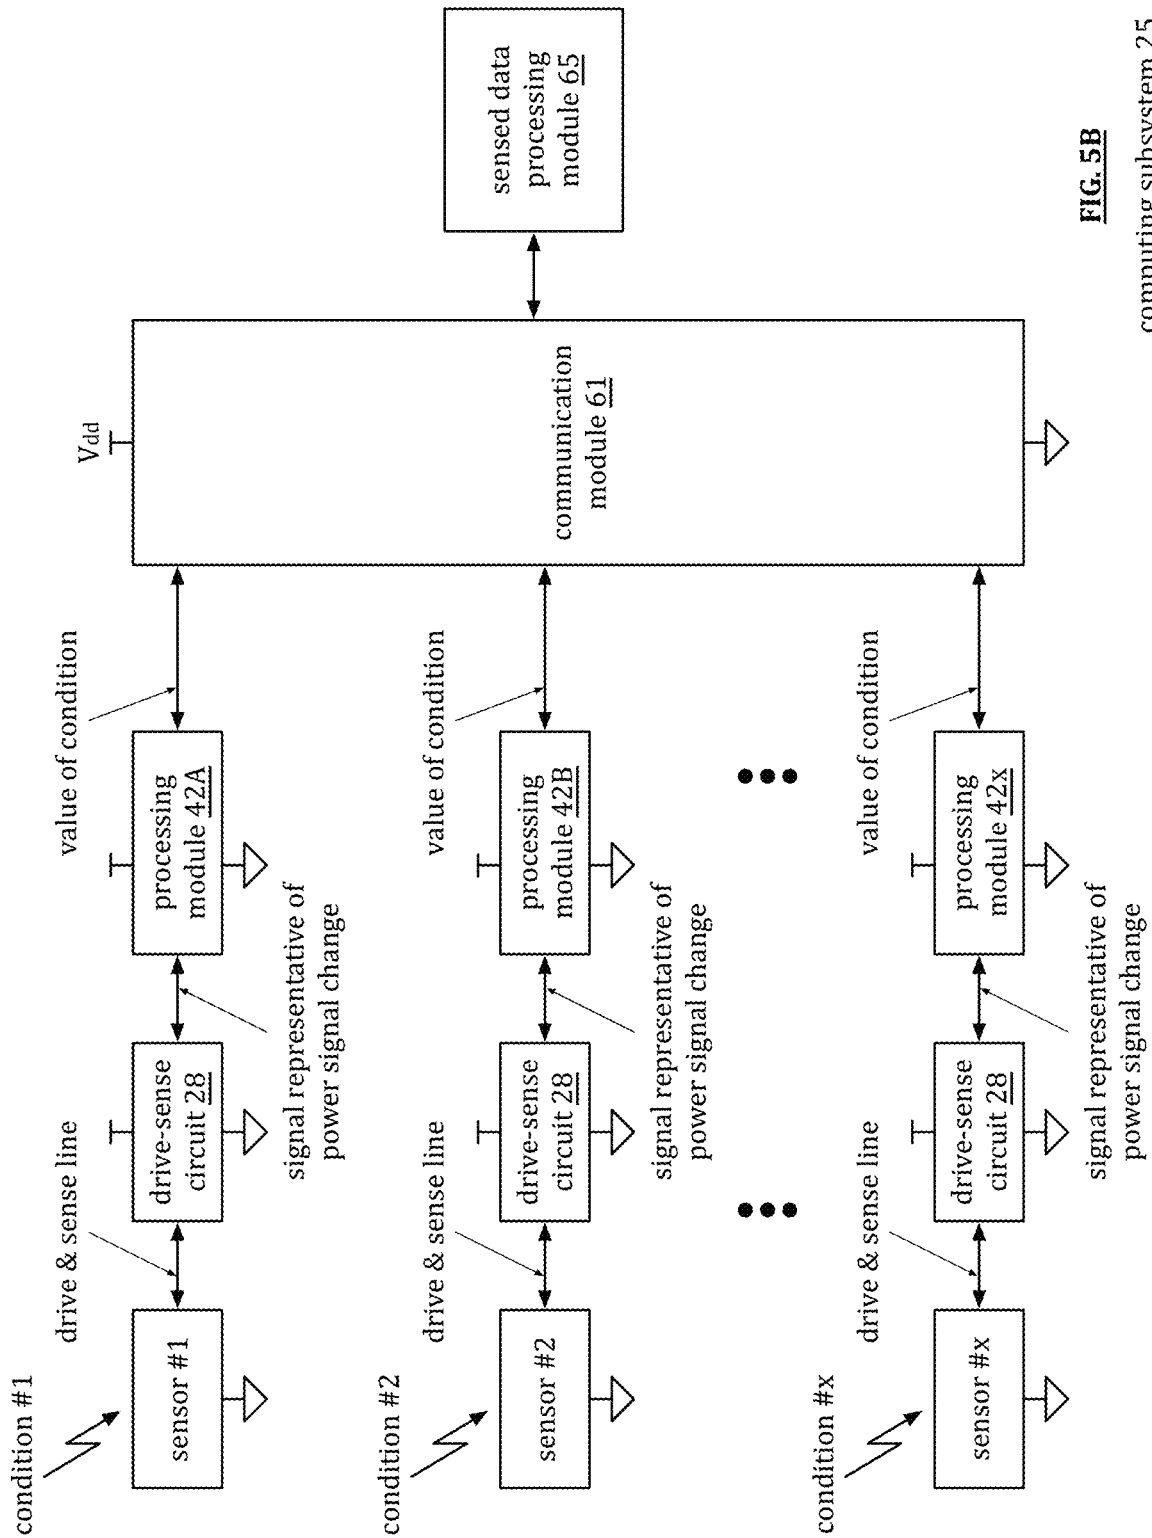 condition #1
drive & sense line
value of condition
Vdd
sensor #1
drive-sense
circuit 28
processing
module 42A
signal representative of
power signal change
condition #2
drive & sense line
value of condition
sensor #2
drive-sense
circuit 28
processing
module 42B
communication
module 61
sensed data
processing
module 65
signal representative of
power signal change
condition #x
drive & sense line
value of condition
sensor #x
drive-sense
circuit 28
processing
module 42x
signal representative of
power signal change
FIG. 5B
computing subsystem 25